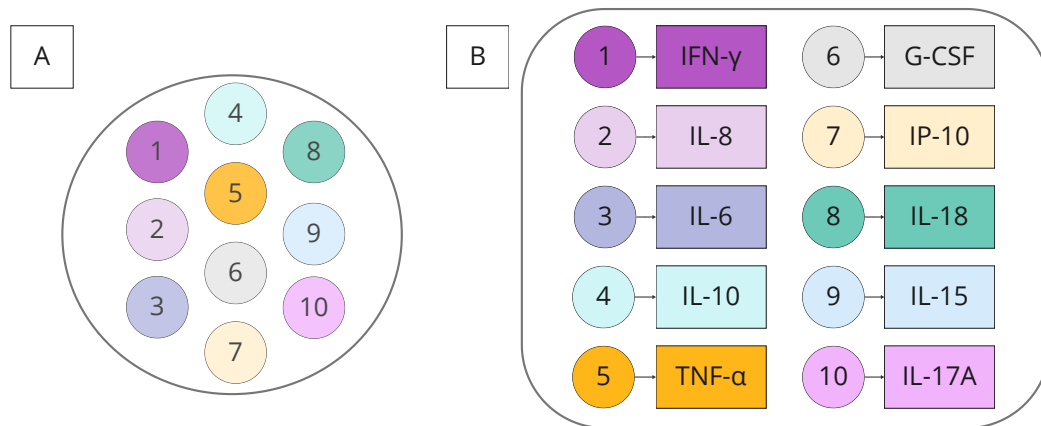 A
4
1
8
5
2
9
6
3
10
7
B
1 IFN-γ
6 G-CSF
2 IL-8
7 IP-10
3 IL-6
8 IL-18
4 IL-10
9 IL-15
5 TNF-α
10 IL-17A